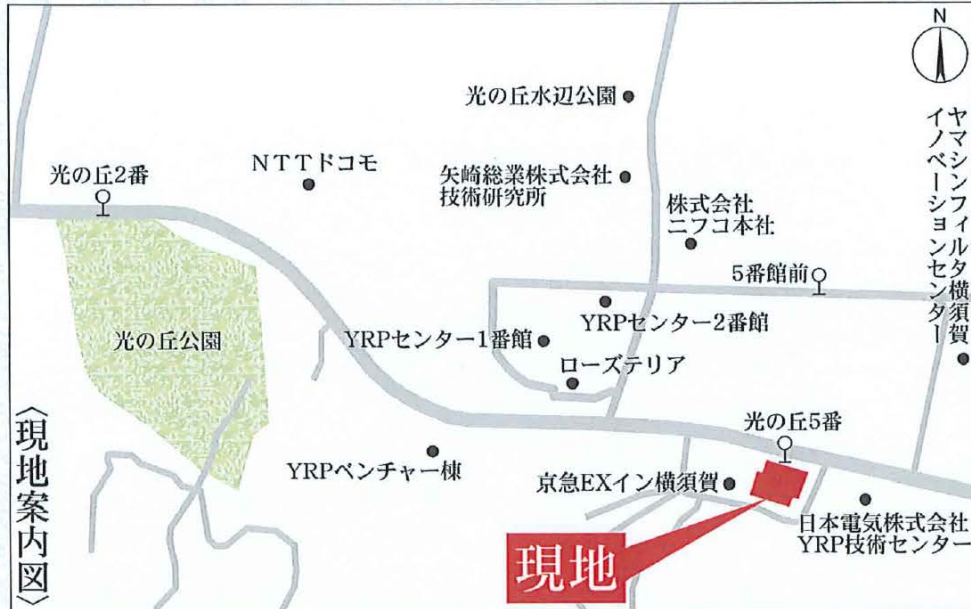 N
光の丘水辺公園
ヤマシンフィルタ横須賀
イノベーションセンター
光の丘2番
NTTドコモ
矢崎総業株式会社
技術研究所
株式会社
ニフコ本社
5番館前
光の丘公園
YRPセンター1番館
YRPセンター2番館
ローズテリア
〈現地案内図〉
光の丘5番
YRPベンチャー棟
京急EXイン横須賀
日本電気株式会社
YRP技術センター
現地